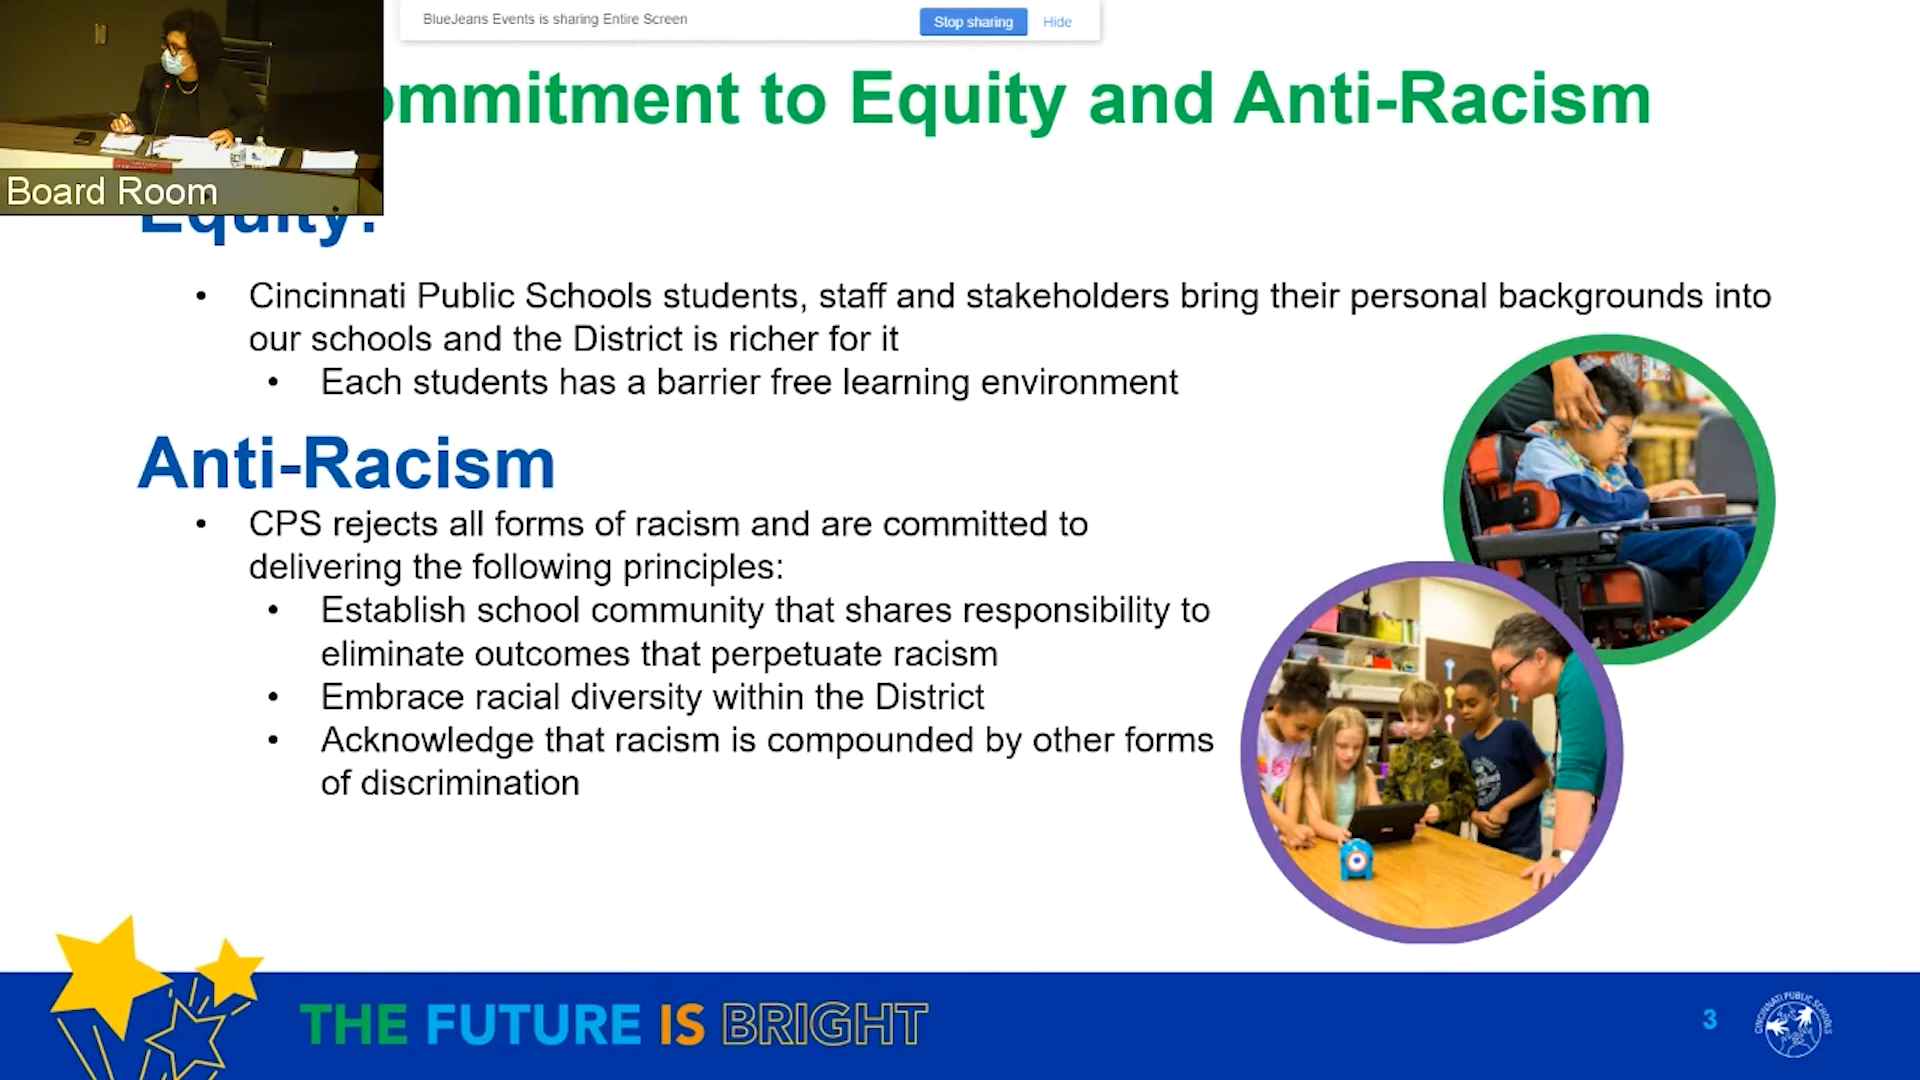 BlueJeans Events is sharing Entire Screen
Stop sharing
Hide
ommitment to Equity and Anti-Racism
Board Room
Equity:
• Cincinnati Public Schools students, staff and stakeholders bring their personal backgrounds into
our schools and the District is richer for it
• Each students has a barrier free learning environment
Anti-Racism
• CPS rejects all forms of racism and are committed to
delivering the following principles:
• Establish school community that shares responsibility to
eliminate outcomes that perpetuate racism
• Embrace racial diversity within the District
• Acknowledge that racism is compounded by other forms
of discrimination
THE FUTURE IS BRIGHT
3
CINCINNATI PUBLIC SCHOOLS